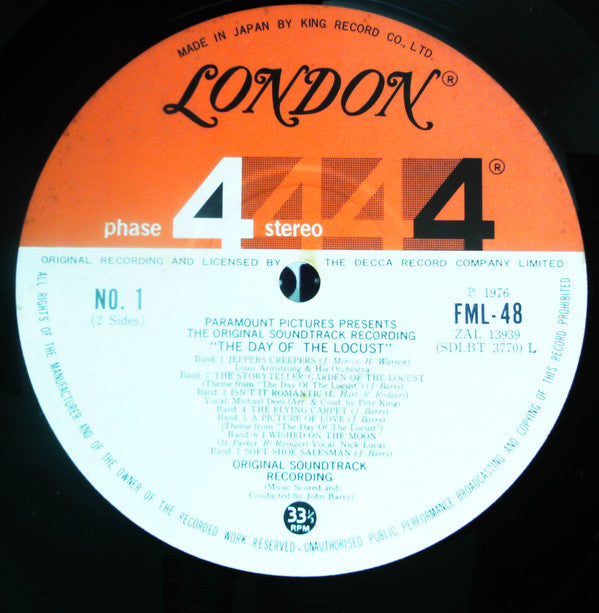 MADE IN JAPAN BY KING RECORD CO., LTD.
LONDON®
phase 4 stereo 4 4 4®
ORIGINAL RECORDING AND LICENSED BY THE DECCA RECORD COMPANY LIMITED
NO. 1
(2 Sides)
℗ 1976
FML-48
ZAL 13939
(SDLBT 3770) L
PARAMOUNT PICTURES PRESENTS
THE ORIGINAL SOUNDTRACK RECORDING
"THE DAY OF THE LOCUST"
Band. 1 JEEPERS CREEPERS (J. Mercer, H. Warren)
Louis Armstrong & His Orchestra
Band. 2 THE STORYTELLER GARDEN OF THE LOCUST
(Theme from "The Day Of The Locust") (J. Barry)
Band. 3 ISN'T IT ROMANTIC (L. Hart, R. Rodgers)
Vocal, Michael Dees (Arr. & Cond. by Pete King)
Band. 4 THE FLYING CARPET (J. Barry)
Band. 5 A PICTURE OF LOVE (J. Barry)
(Theme from "The Day Of The Locust")
Band. 6 I WISHED ON THE MOON
(D. Parker, R. Raingers) Vocal, Nick Lucas
Band. 7 SOFT SHOE SALESMAN (J. Barry)
ORIGINAL SOUNDTRACK
RECORDING
(Music Scored and
Conducted by John Barry)
33⅓
RPM
ALL RIGHTS OF THE MANUFACTURER AND OF THE OWNER OF THE RECORDED WORK RESERVED - UNAUTHORISED PUBLIC PERFORMANCE BROADCASTING AND COPYING OF THIS RECORD PROHIBITED